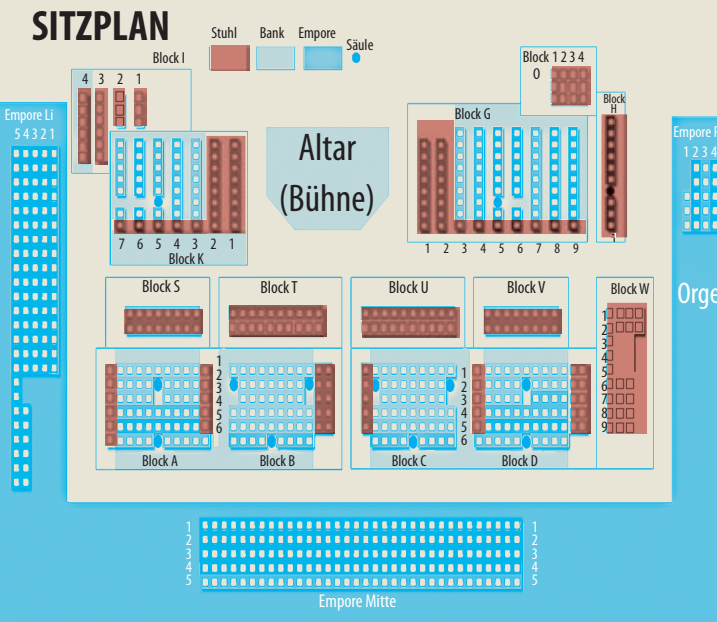 SITZPLAN
Stuhl Bank Empore Säule
Block I
4 3 2 1
Block 1 2 3 4
O
Block
H
1
Block G
Altar
(Bühne)
Empore Li
5 4 3 2 1
Empore R
1 2 3 4
7 6 5 4 3 2 1
Block K
1 2 3 4 5 6 7 8 9
Block S Block T Block U Block V Block W
Orge
1
2
3
4
5
6
7
8
9
1
2
3
4
5
6
1
2
3
4
5
6
Block A Block B Block C Block D
1 1
2 2
3 3
4 4
5 5
Empore Mitte